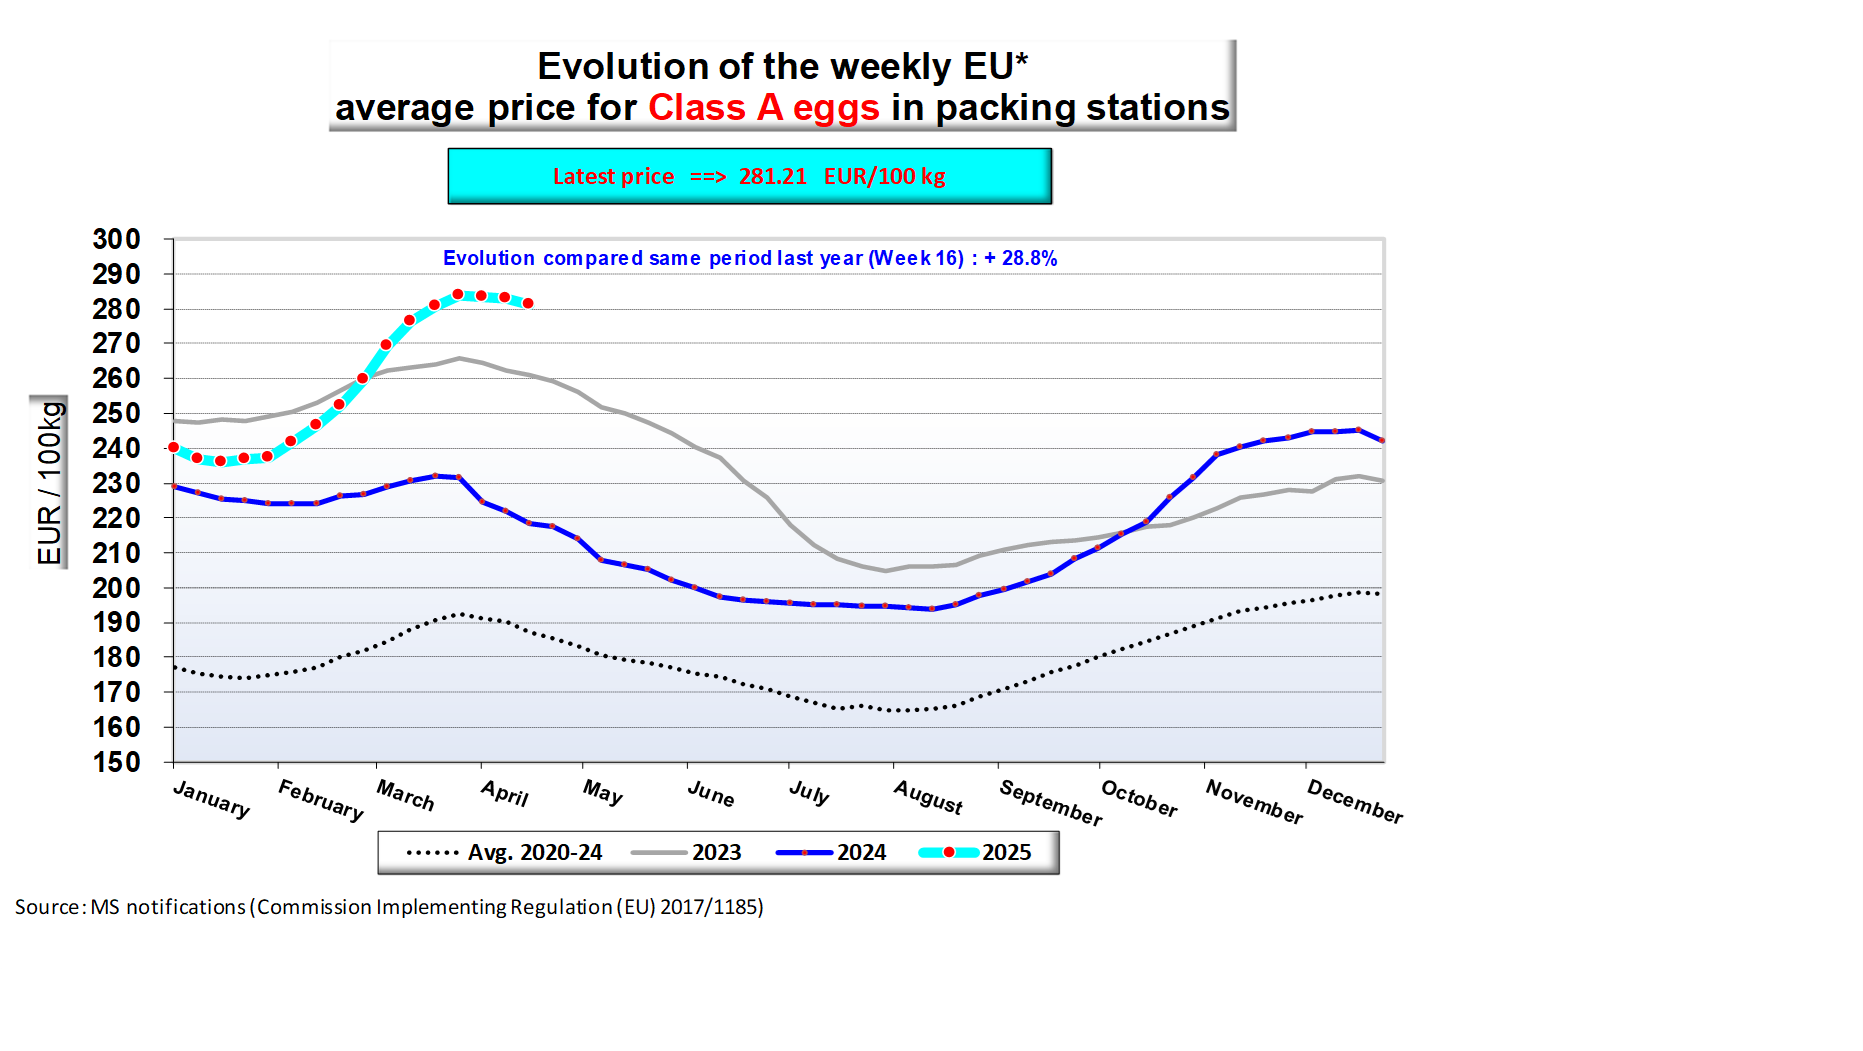 Evolution of the weekly EU*
average price for Class A eggs in packing stations
Latest price ==> 281.21 EUR/100 kg
Evolution compared same period last year (Week 16) : + 28.8%
EUR / 100kg
300
290
280
270
260
250
240
230
220
210
200
190
180
170
160
150
January February March April May June July August September October November December
Avg. 2020-24 2023 2024 2025
Source: MS notifications (Commission Implementing Regulation (EU) 2017/1185)